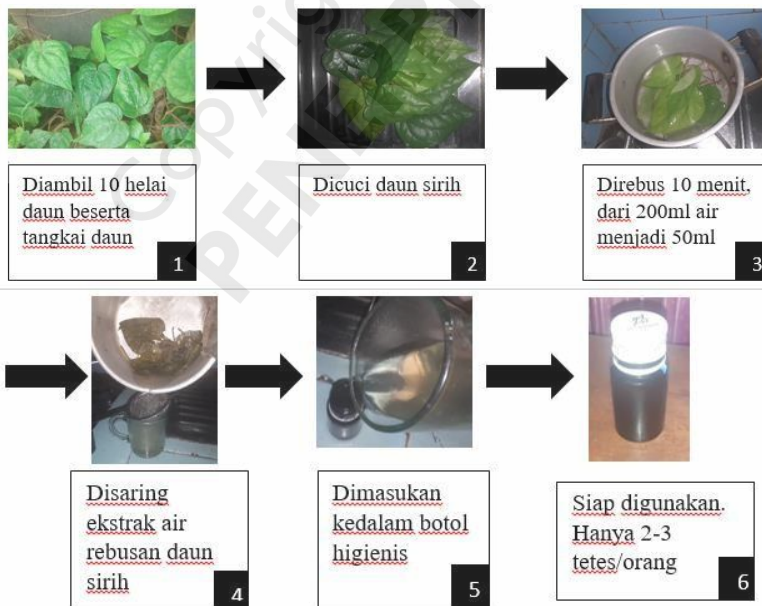 Diambil 10 helai
daun beserta
tangkai daun
1
Dicuci daun sirih
2
Direbus 10 menit,
dari 200ml air
menjadi 50ml
3
Disaring
ekstrak air
rebusan daun
sirih
4
Dimasukan
kedalam botol
higienis
5
Siap digunakan.
Hanya 2-3
tetes/orang
6